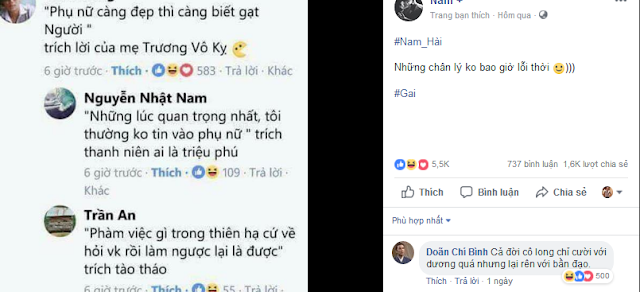 "Phụ nữ càng đẹp thì càng biết gạt
Người "
trích lời của mẹ Trương Vô Kỵ
6 giờ trước · Thích · 583 · Trả lời · Khác
Nguyễn Nhật Nam
"Những lúc quan trọng nhất, tôi
thường ko tin vào phụ nữ " trích
thanh niên ai là triệu phú
6 giờ trước · Thích · 109 · Trả lời ·
Khác
Trần An
"Phàm việc gì trong thiên hạ cứ về
hỏi vk rồi làm ngược lại là được"
trích tào tháo
6 giờ trước · Thích · 55 · Trả lời ·
Nam
Trang bạn thích · Hôm qua ·
#Nam_Hải
Những chân lý ko bao giờ lỗi thời )))
#Gai
5,5K
737 bình luận 1,6K lượt chia sẻ
Thích Bình luận Chia sẻ
Phù hợp nhất
Doãn Chí Bình Cả đời cô long chỉ cười với
dương quá nhưng lại rên với bần đạo.
500
Thích · Trả lời · 1 ngày